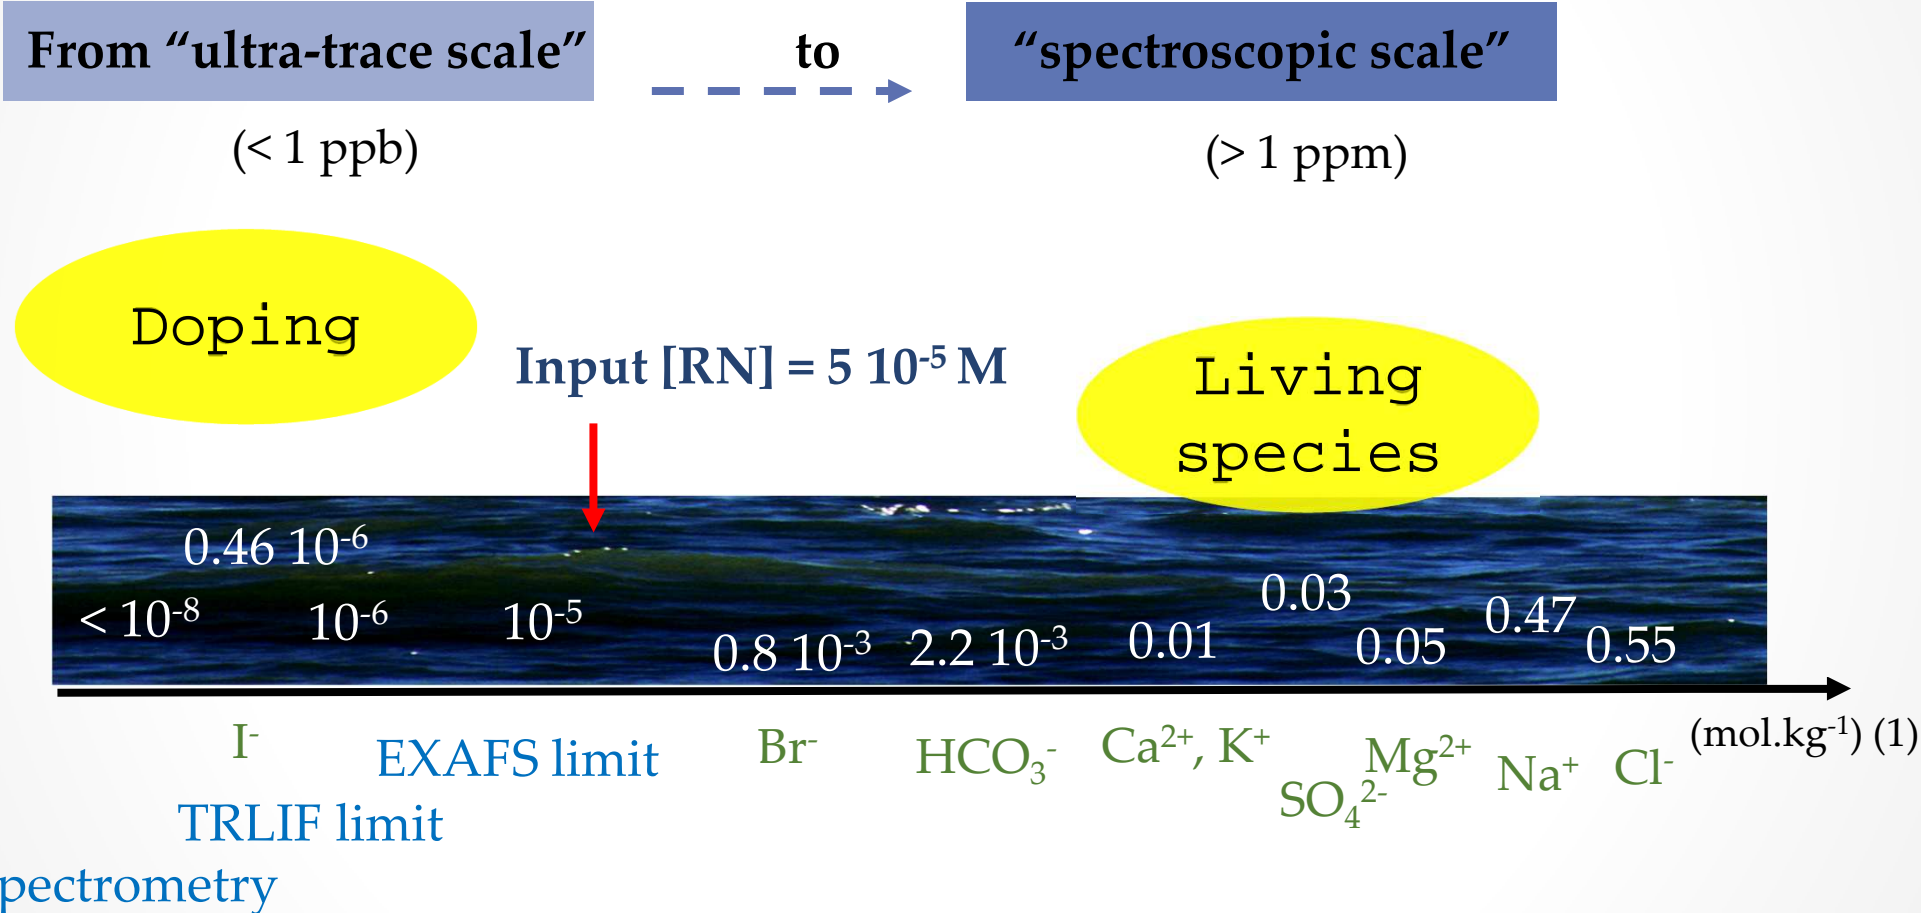 From “ultra-trace scale” to “spectroscopic scale”
(< 1 ppb) (> 1 ppm)
Doping
Input [RN] = 5 10⁻⁵ M
Living
species
0.46 10⁻⁶
< 10⁻⁸ 10⁻⁶ 10⁻⁵ 0.8 10⁻³ 2.2 10⁻³ 0.01 0.03 0.05 0.47 0.55
I⁻ EXAFS limit Br⁻ HCO₃⁻ Ca²⁺, K⁺ SO₄²⁻ Mg²⁺ Na⁺ Cl⁻ (mol.kg⁻¹) (1)
TRLIF limit
pectrometry